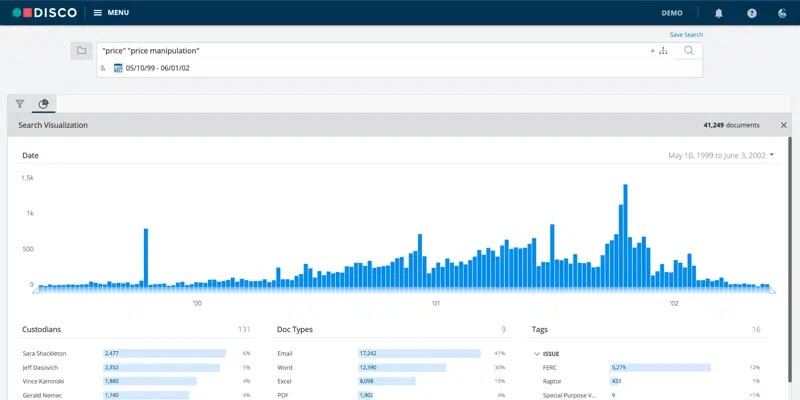 DISCO MENU DEMO
Save Search
"price" "price manipulation"
& 05/10/99 - 06/01/02
Search Visualization 41,249 documents
Date May 10, 1999 to June 3, 2002
1.5k
1k
500
0
'00 '01 '02
Custodians 131 Doc Types 9 Tags 16
Sara Shackleton 2,477 6% Email 17,242 41% ISSUE
Jeff Dasovich 2,352 5% Word 12,390 30% FERC 5,279 12%
Vince Kaminski 1,880 4% Excel 8,098 19% Raptor 433 1%
Gerald Nemec 1,740 4% PDF 1,902 4% Special Purpose V... 9 ~1%